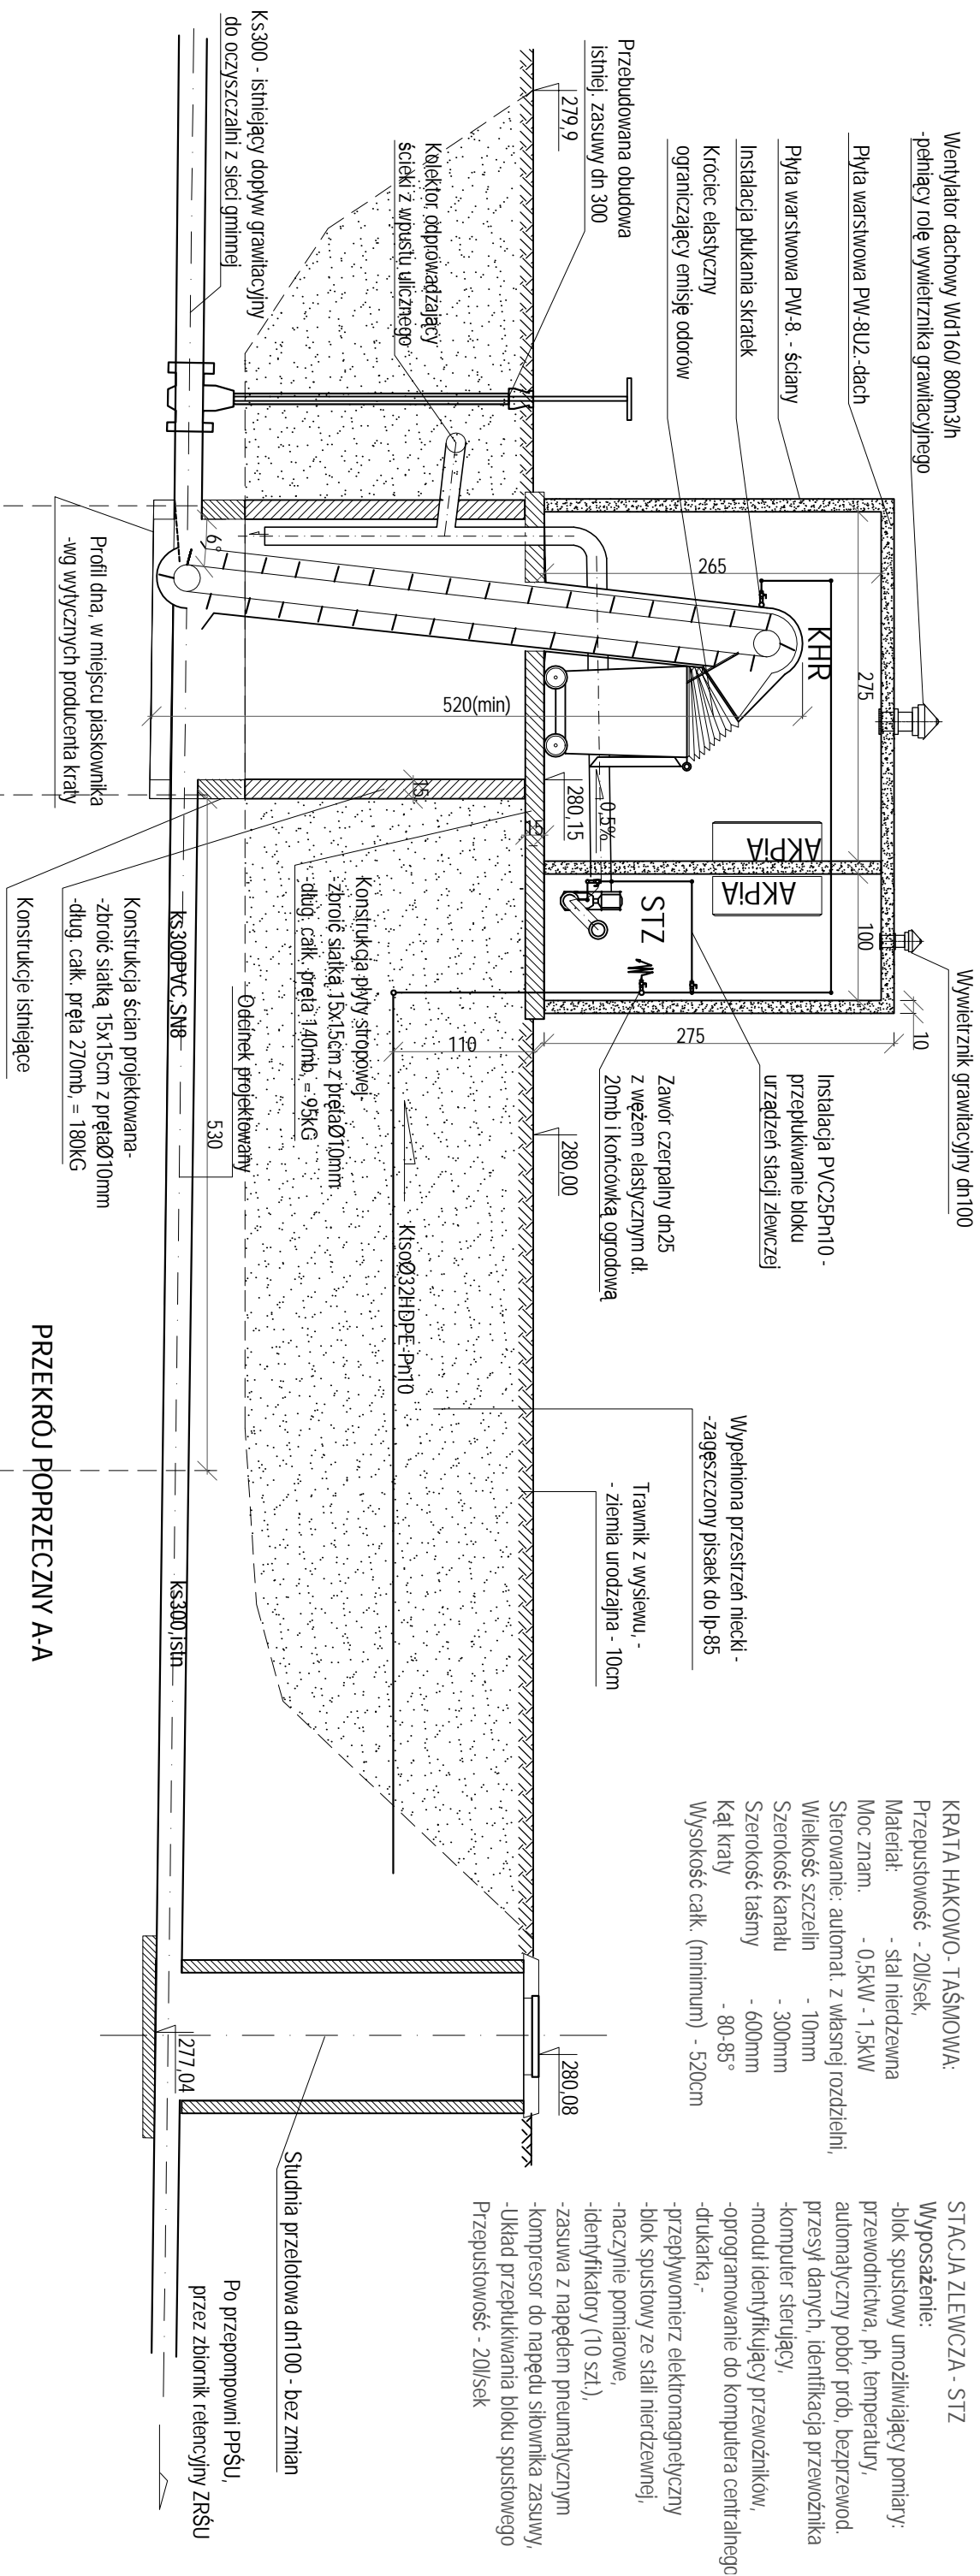 Wentylator dachowy Wd160/ 800m3/h
-pełniący rolę wywietrznika grawitacyjnego
Płyta warstwowa PW-8U2.-dach
Płyta warstwowa PW-8. - ściany
Instalacja płukania skratek
Króciec elastyczny
ograniczający emisję odorów
Przebudowana obudowa
istniej. zasuwy dn 300
279,9
Kolektor odprowadzający
ścieki z wpustu ulicznego
Ks300 - istniejący dopływ grawitacyjny
do oczyszczalni z sieci gminnej
Wywietrznik grawitacyjny dn100
265
275
100
10
275
KHR
AKPiA
AKPiA
STZ
520(min)
6°
0,5%
280,15
15
15
110
Instalacja PVC25Pn10 -
przepłukiwanie bloku
urządzeń stacji zlewczej
Zawór czerpalny dn25
z wężem elastycznym dł.
20mb i końcówką ogrodową
280,00
Profil dna, w miejscu piaskownika
-wg wytycznych producenta kraty
Konstrukcja płyty stropowej-
-zbroić siatką 15x15cm z prętaØ10mm
-dług. całk. pręta 140mb, = 95kG
Odcinek projektowany
530
ks300PVC,SN8
Konstrukcja ścian projektowana-
-zbroić siatką 15x15cm z prętaØ10mm
-dług. całk. pręta 270mb, = 180kG
Konstrukcje istniejące
KtsoØ32HDPE-Pn10
Wypełniona przestrzeń niecki -
-zagęszczony pisaek do Ip-85
Trawnik z wysiewu, -
- ziemia urodzajna - 10cm
ks300,istn
PRZEKRÓJ POPRZECZNY A-A
KRATA HAKOWO- TAŚMOWA:
Przepustowość - 20l/sek,
Materiał: - stal nierdzewna
Moc znam. - 0,5kW - 1,5kW
Sterowanie: automat. z własnej rozdzielni,
Wielkość szczelin - 10mm
Szerokość kanału - 300mm
Szerokość taśmy - 600mm
Kąt kraty - 80-85°
Wysokość całk. (minimum) - 520cm
280,08
277,04
Studnia przelotowa dn100 - bez zmian
Po przepompowni PPŚU,
przez zbiornik retencyjny ZRŚU
STACJA ZLEWCZA - STZ
Wyposażenie:
-blok spustowy umożliwiający pomiary:
przewodnictwa, ph, temperatury,
automatyczny pobór prób, bezprzewod.
przesył danych, identfikacja przewoźnika
-komputer sterujący,
-moduł identyfikujący przewoźników,
-oprogramowanie do komputera centralnego
-drukarka,-
-przepływomierz elektromagnetyczny
-blok spustowy ze stali nierdzewnej,
-naczynie pomiarowe,
-identyfikatory (10 szt.),
-zasuwa z napędem pneumatycznym
-kompresor do napędu siłownika zasuwy,
-Układ przepłukiwania bloku spustowego
Przepustowość - 20l/sek